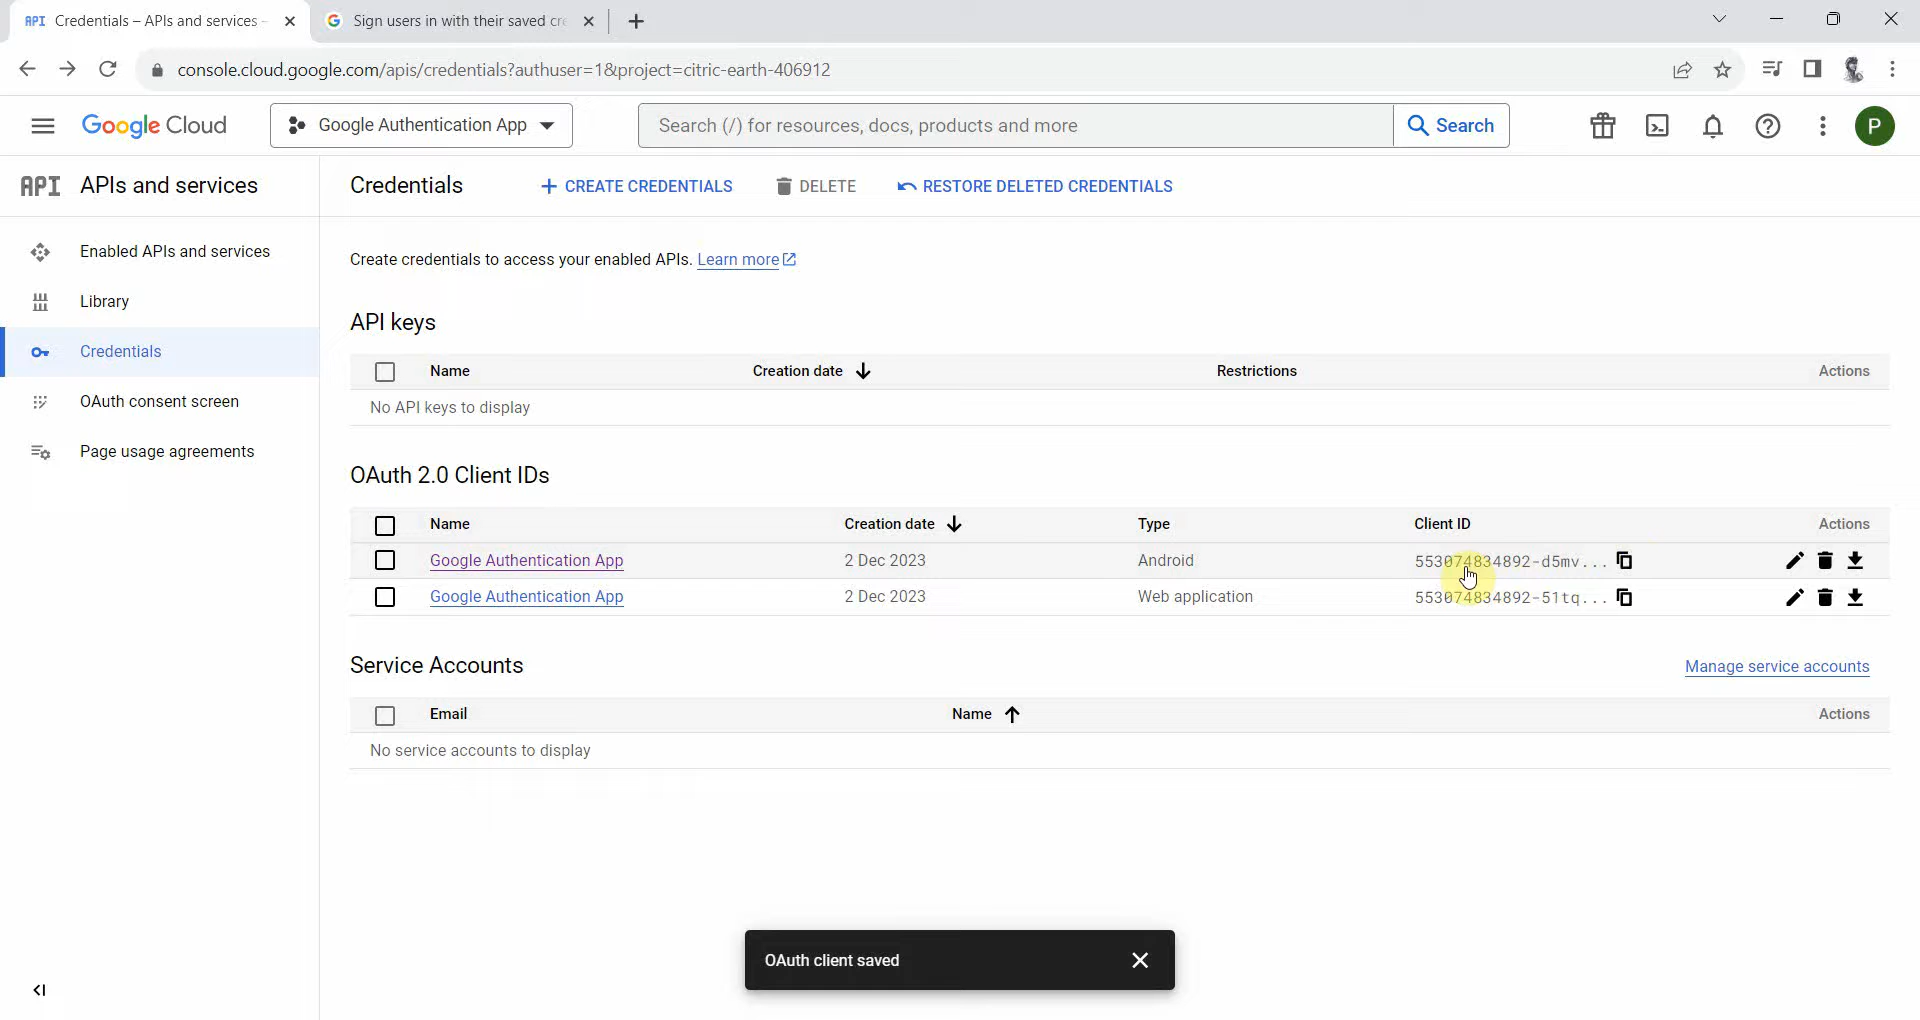 API Credentials – APIs and services -
G Sign users in with their saved cre
console.cloud.google.com/apis/credentials?authuser=1&project=citric-earth-406912
Google Cloud
Google Authentication App
Search (/) for resources, docs, products and more
Search
P
API APIs and services
Credentials
CREATE CREDENTIALS
DELETE
RESTORE DELETED CREDENTIALS
Enabled APIs and services
Library
Credentials
OAuth consent screen
Page usage agreements
Create credentials to access your enabled APIs. Learn more
API keys
Name Creation date Restrictions Actions
No API keys to display
OAuth 2.0 Client IDs
Name Creation date Type Client ID Actions
Google Authentication App 2 Dec 2023 Android 553074834892-d5mv...
Google Authentication App 2 Dec 2023 Web application 553074834892-51tq...
Service Accounts
Manage service accounts
Email Name Actions
No service accounts to display
OAuth client saved